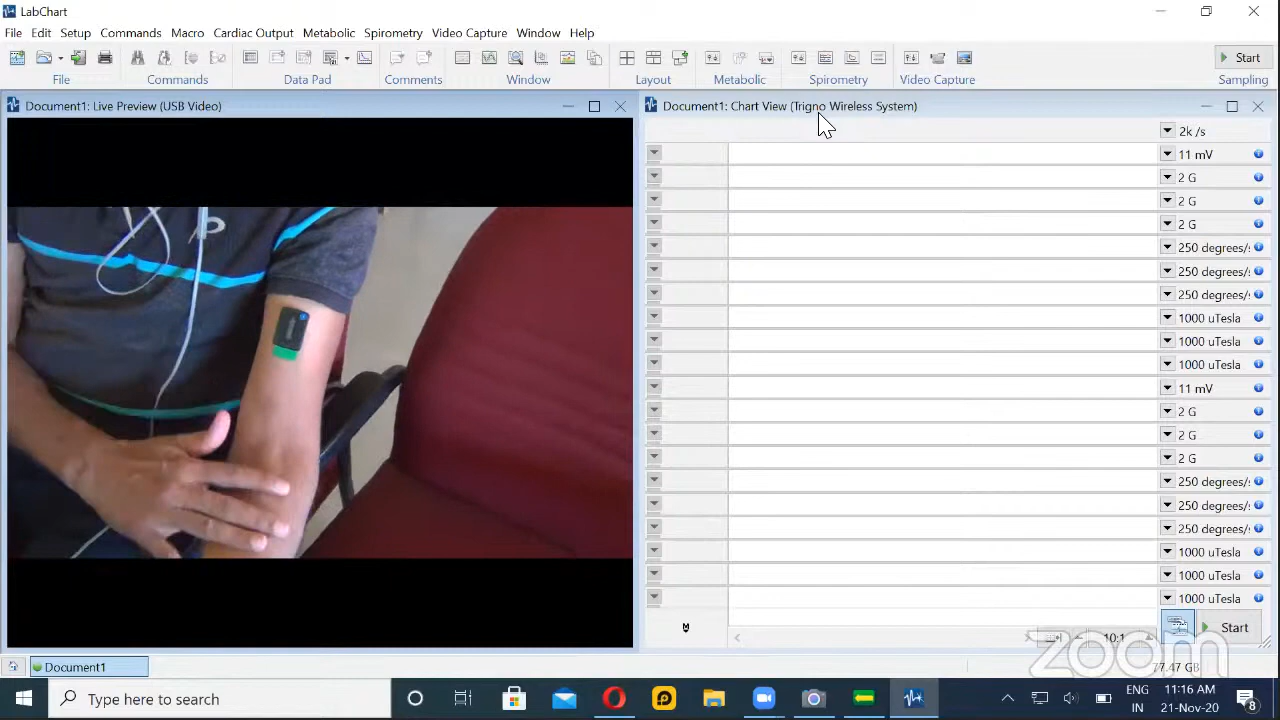 LabChart
File Edit Setup Commands Macro Cardiac Output Metabolic Spirometry Video Capture Window Help
Start
File Commands Data Pad Comments Window Layout Metabolic Spirometry Video Capture Sampling
Document1: Live Preview (USB Video)
Document1: Chart View (Trigno Wireless System)
2k /s
11 mV
2 G
2 G
250 degrees/
degrees/
250 degrees/
1000 uTesla
1000 uTesla
1000 uTesla
11 mV
2 G
G
2 G
250 degrees/
250 degrees/
250 degrees/
1000 uTesla
1000 uTesla
1000 uTesla
10:1
Start
zoom
Document1
77.47 GB
Type here to search
ENG
IN
11:16 AM
21-Nov-20
8